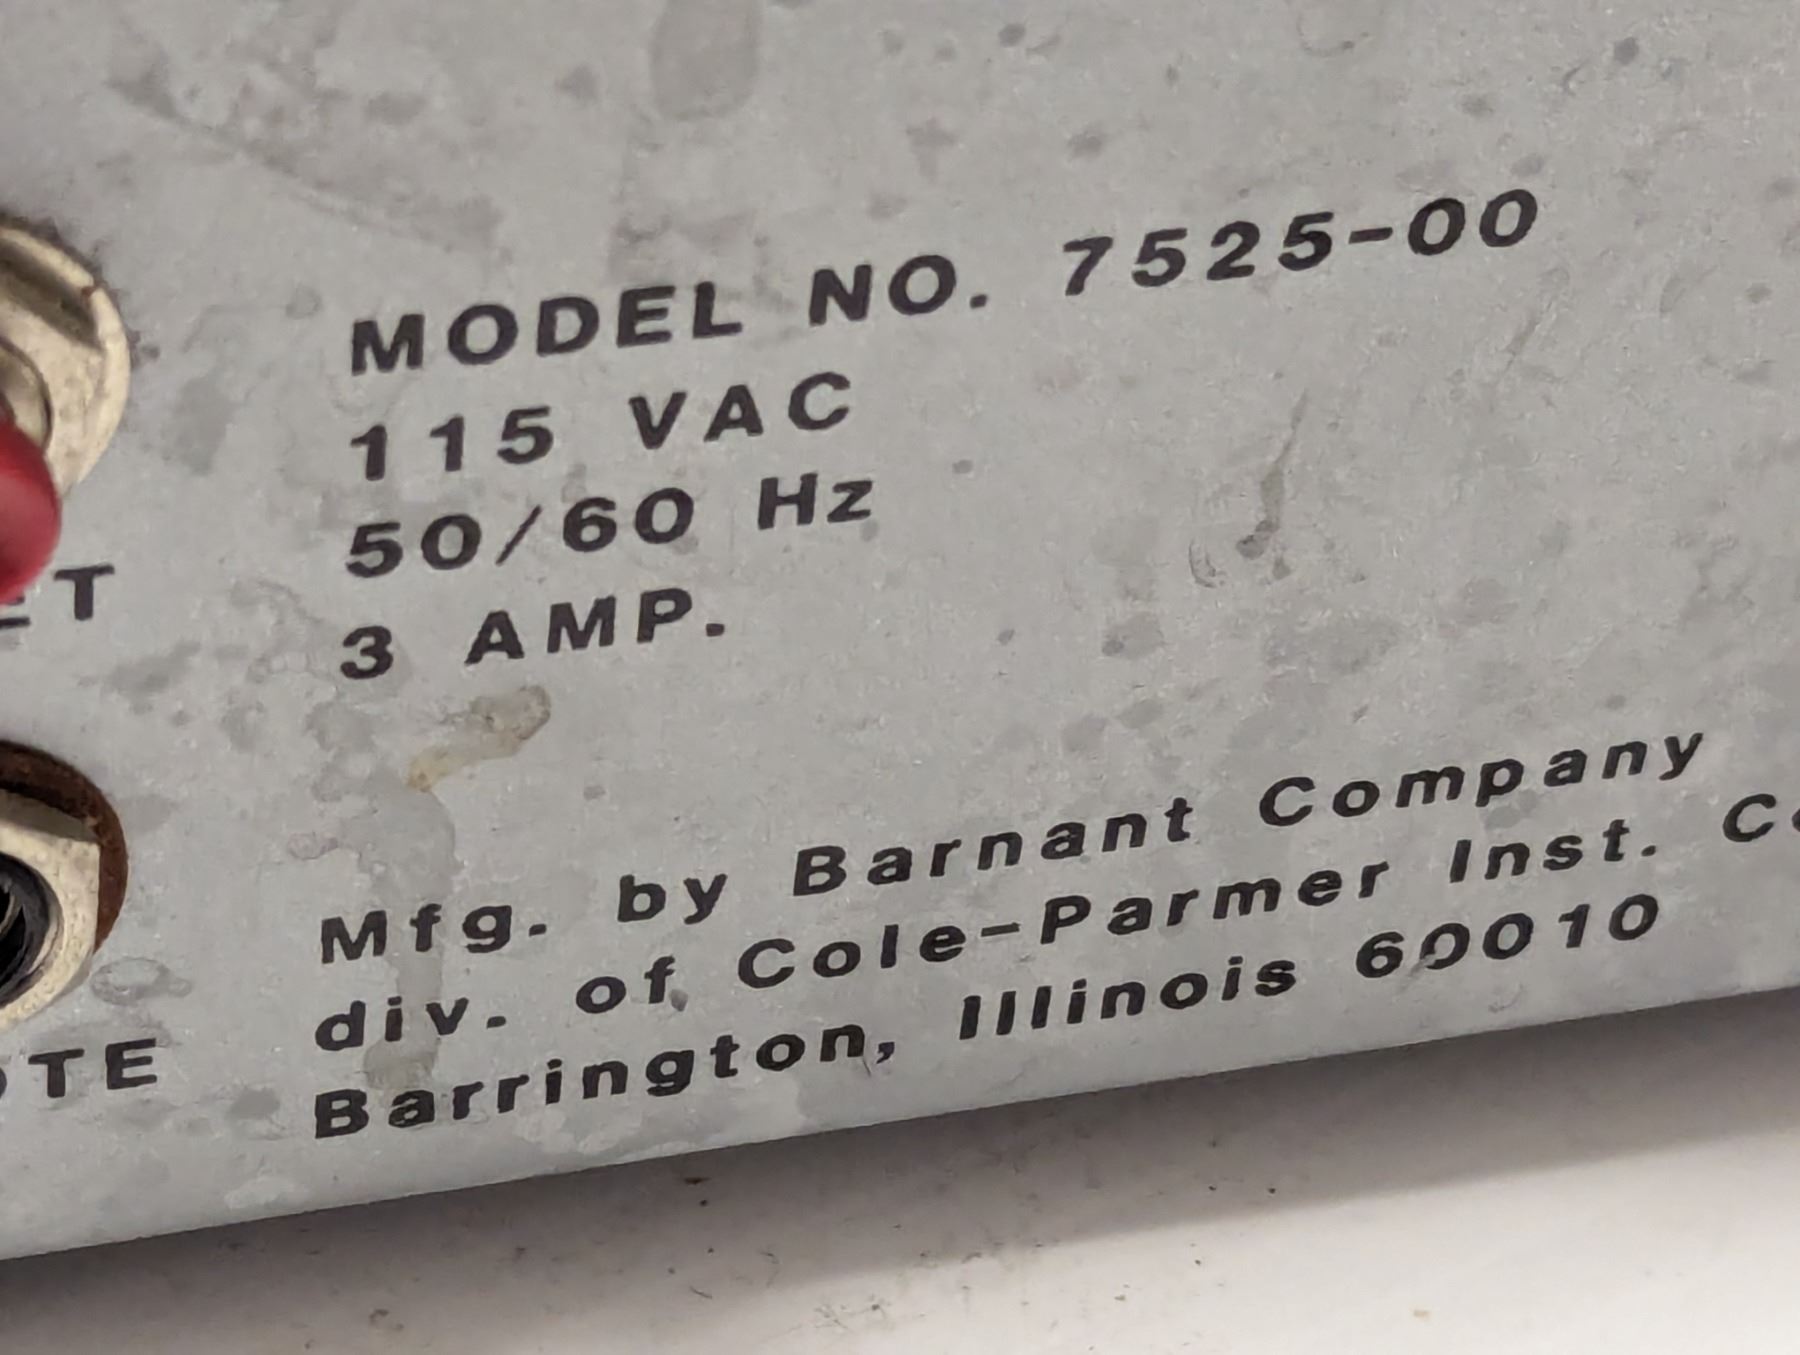 MODEL NO. 7525-00
115 VAC
50/60 Hz
3 AMP.
Mfg. by Barnant Company
div. of Cole-Parmer Inst.
Barrington, Illinois 60010